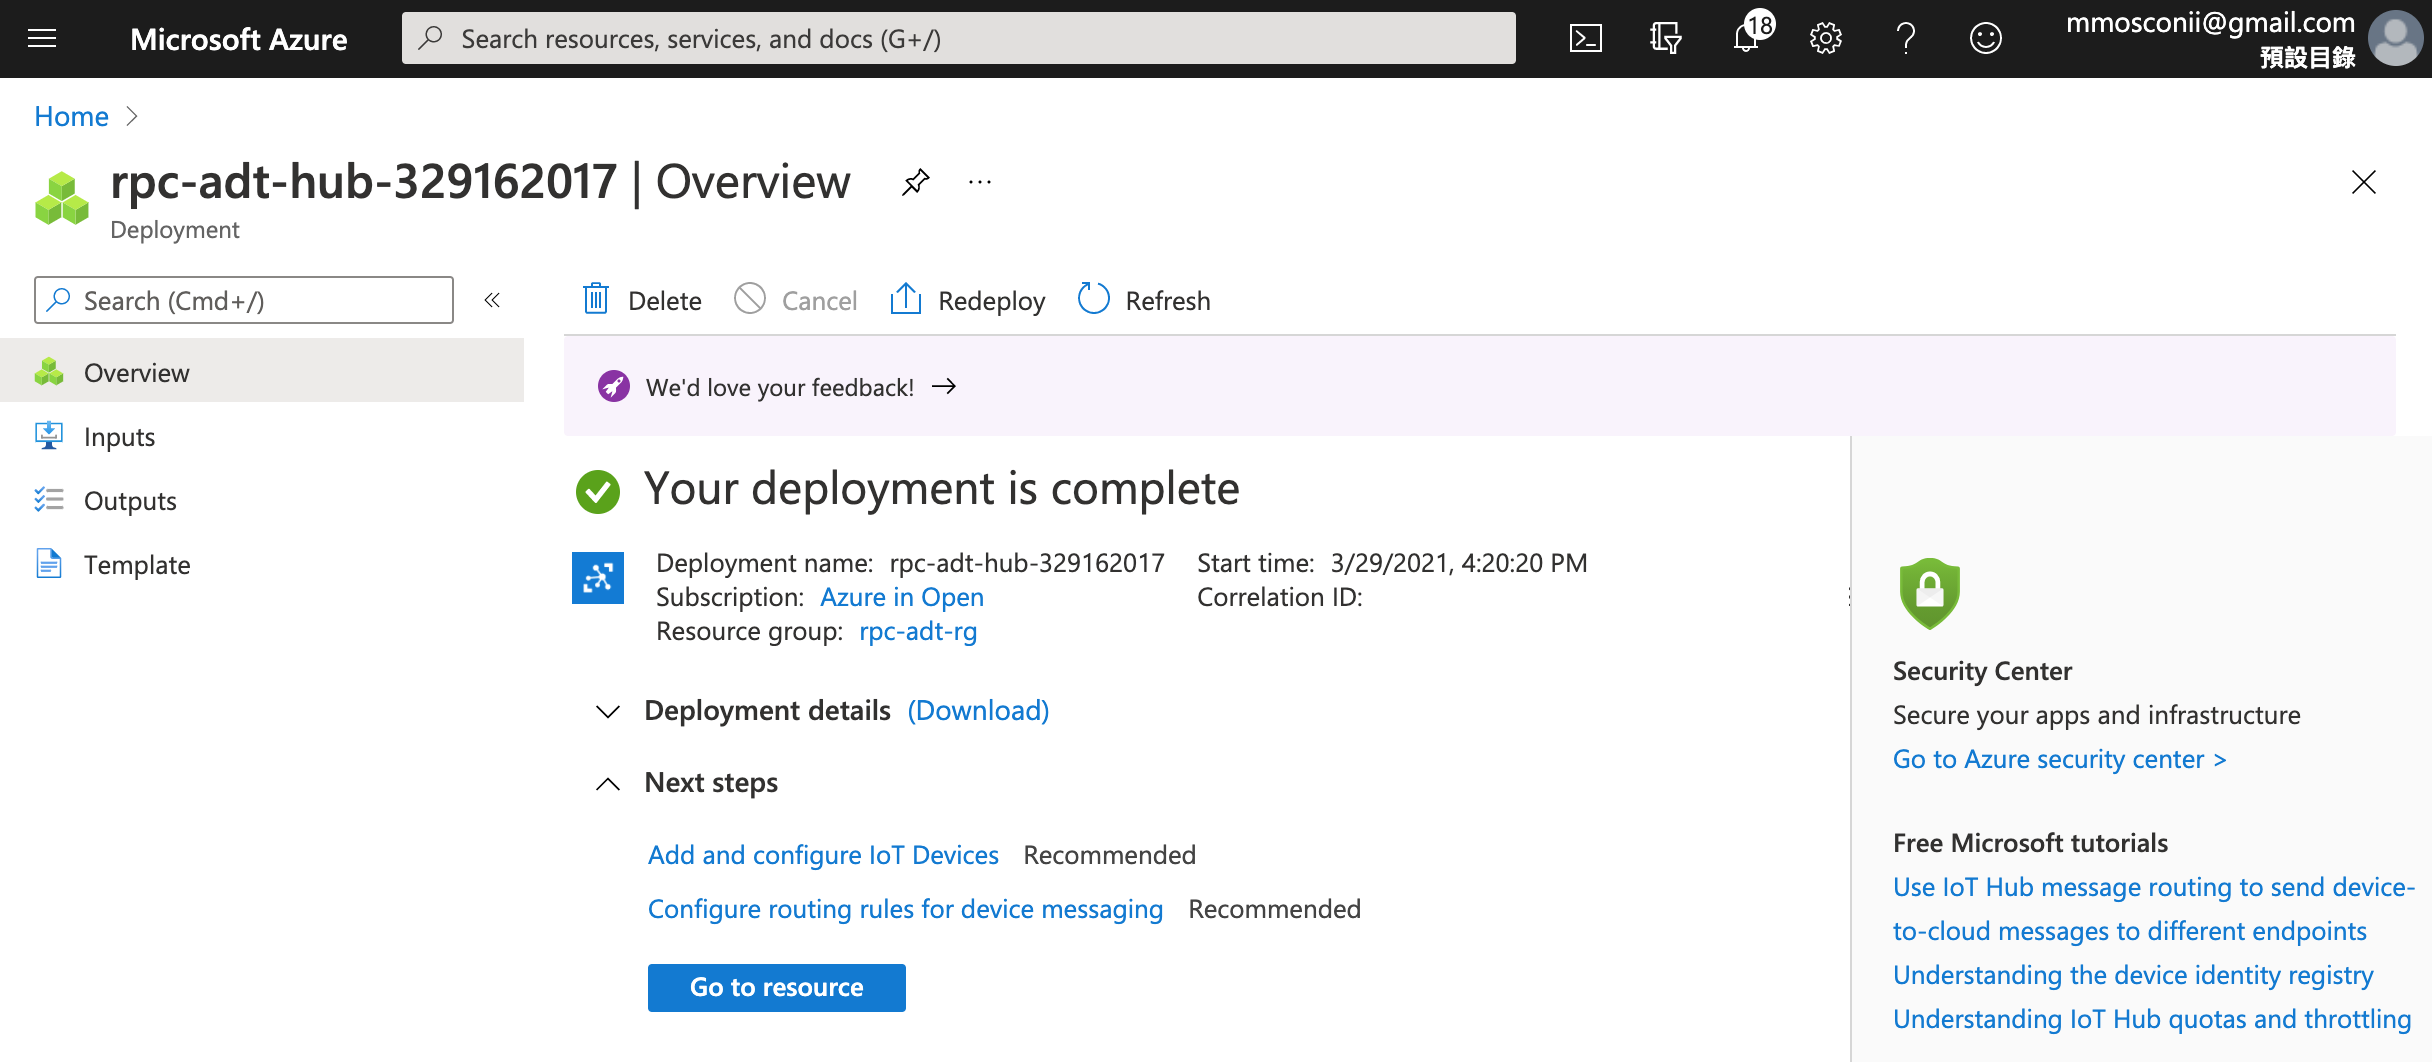 Microsoft Azure
Search resources, services, and docs (G+/)
18
mmosconii@gmail.com
預設目錄
Home
rpc-adt-hub-329162017 | Overview
Deployment
Search (Cmd+/)
Overview
Inputs
Outputs
Template
Delete
Cancel
Redeploy
Refresh
We'd love your feedback!
Your deployment is complete
Deployment name: rpc-adt-hub-329162017
Subscription: Azure in Open
Resource group: rpc-adt-rg
Start time: 3/29/2021, 4:20:20 PM
Correlation ID:
Deployment details (Download)
Next steps
Add and configure IoT Devices Recommended
Configure routing rules for device messaging Recommended
Go to resource
Security Center
Secure your apps and infrastructure
Go to Azure security center >
Free Microsoft tutorials
Use IoT Hub message routing to send device-
to-cloud messages to different endpoints
Understanding the device identity registry
Understanding IoT Hub quotas and throttling